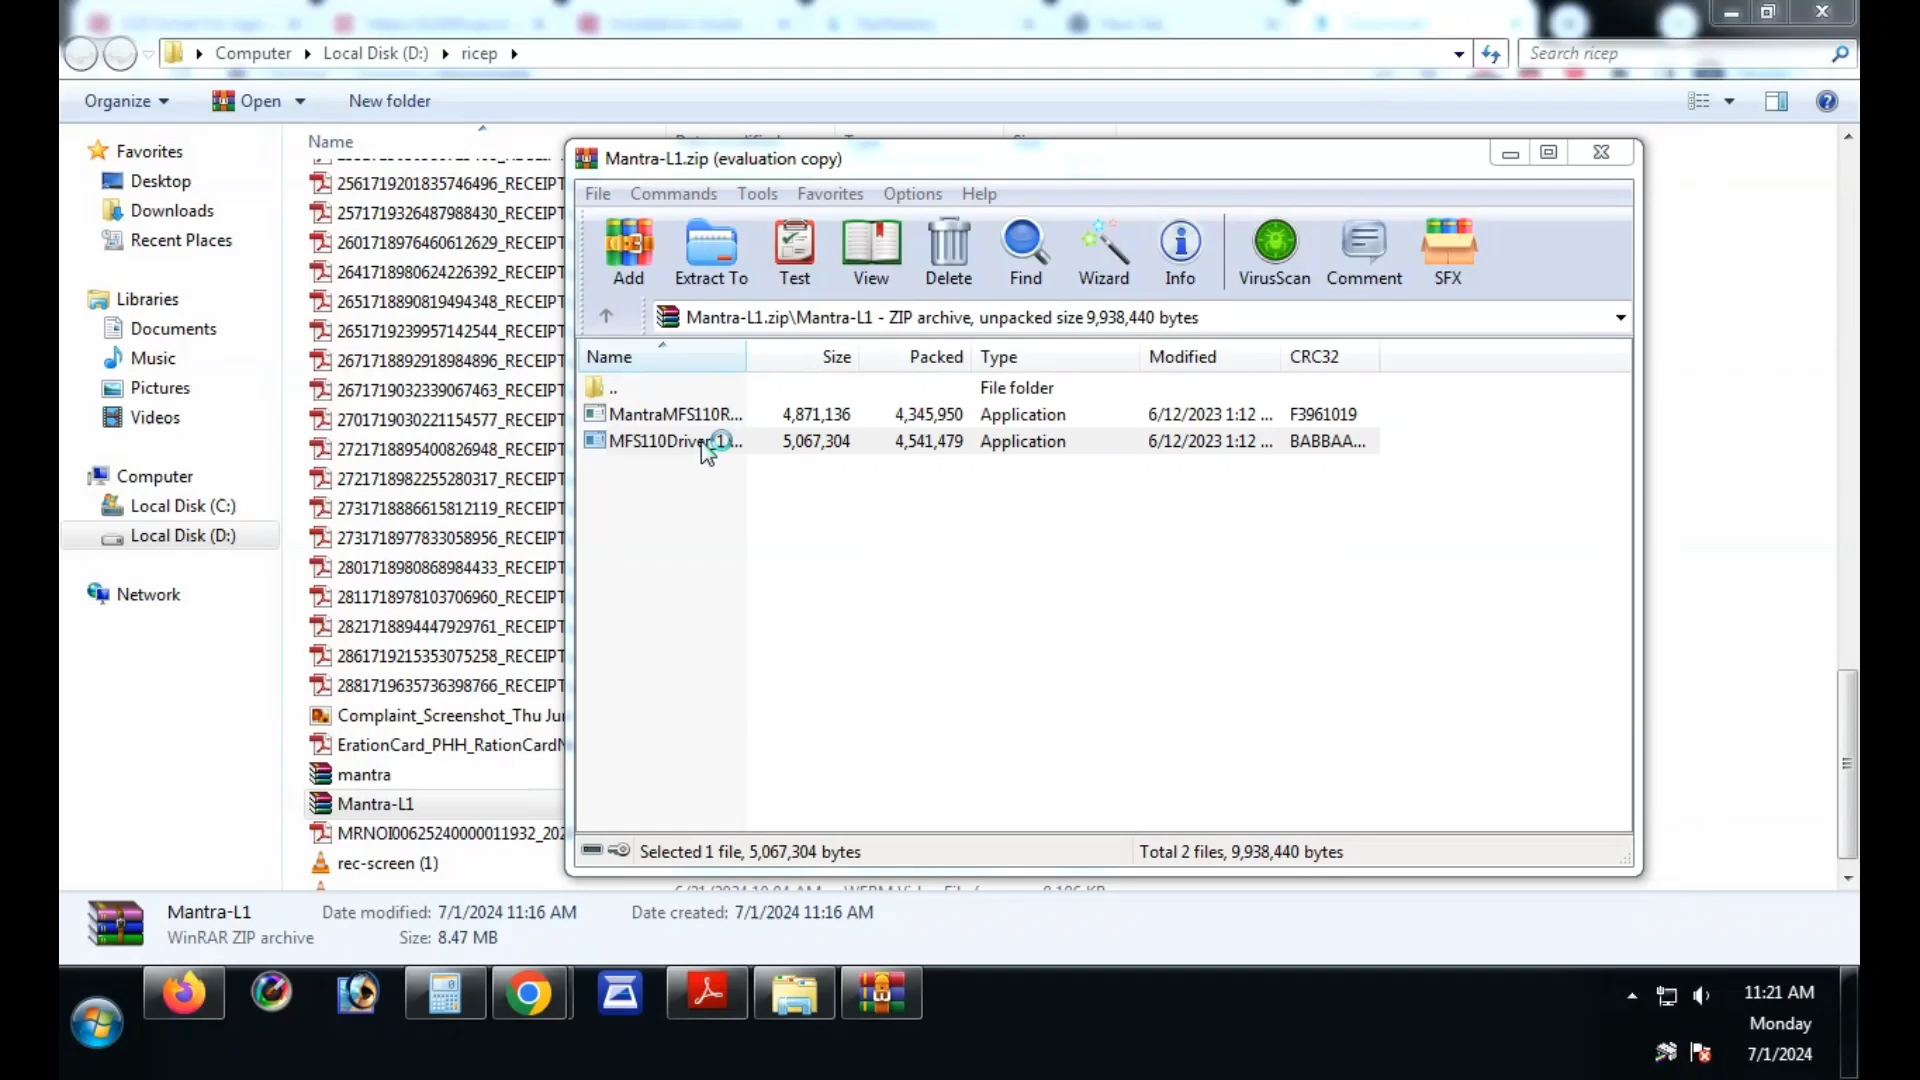 Computer Local Disk (D:) ricep
Search ricep
Organize Open New folder
Name
Favorites
Desktop
Downloads
Recent Places
Libraries
Documents
Music
Pictures
Videos
Computer
Local Disk (C:)
Local Disk (D:)
Network
2561719201835746496_RECEIPT
2571719326487988430_RECEIPT
2601718976460612629_RECEIPT
2641718980624226392_RECEIPT
2651718890819494348_RECEIPT
2651719239957142544_RECEIPT
2671718892918984896_RECEIPT
2671719032339067463_RECEIPT
2701719030221154577_RECEIPT
2721718895400826948_RECEIPT
2721718982255280317_RECEIPT
2731718886615812119_RECEIPT
2731718977833058956_RECEIPT
2801718980868984433_RECEIPT
2811718978103706960_RECEIPT
2821718894447929761_RECEIPT
2861719215353075258_RECEIPT
2881719635736398766_RECEIPT
Complaint_Screenshot_Thu Jun
ErationCard_PHH_RationCardN
mantra
Mantra-L1
MRNOI00625240000011932_202
rec-screen (1)
Mantra-L1.zip (evaluation copy)
File Commands Tools Favorites Options Help
Add Extract To Test View Delete Find Wizard Info VirusScan Comment SFX
Mantra-L1.zip\Mantra-L1 - ZIP archive, unpacked size 9,938,440 bytes
Name Size Packed Type Modified CRC32
.. File folder
MantraMFS110R... 4,871,136 4,345,950 Application 6/12/2023 1:12 ... F3961019
MFS110Driver_1... 5,067,304 4,541,479 Application 6/12/2023 1:12 ... BABBAA...
Selected 1 file, 5,067,304 bytes Total 2 files, 9,938,440 bytes
Mantra-L1 Date modified: 7/1/2024 11:16 AM Date created: 7/1/2024 11:16 AM
WinRAR ZIP archive Size: 8.47 MB
11:21 AM
Monday
7/1/2024